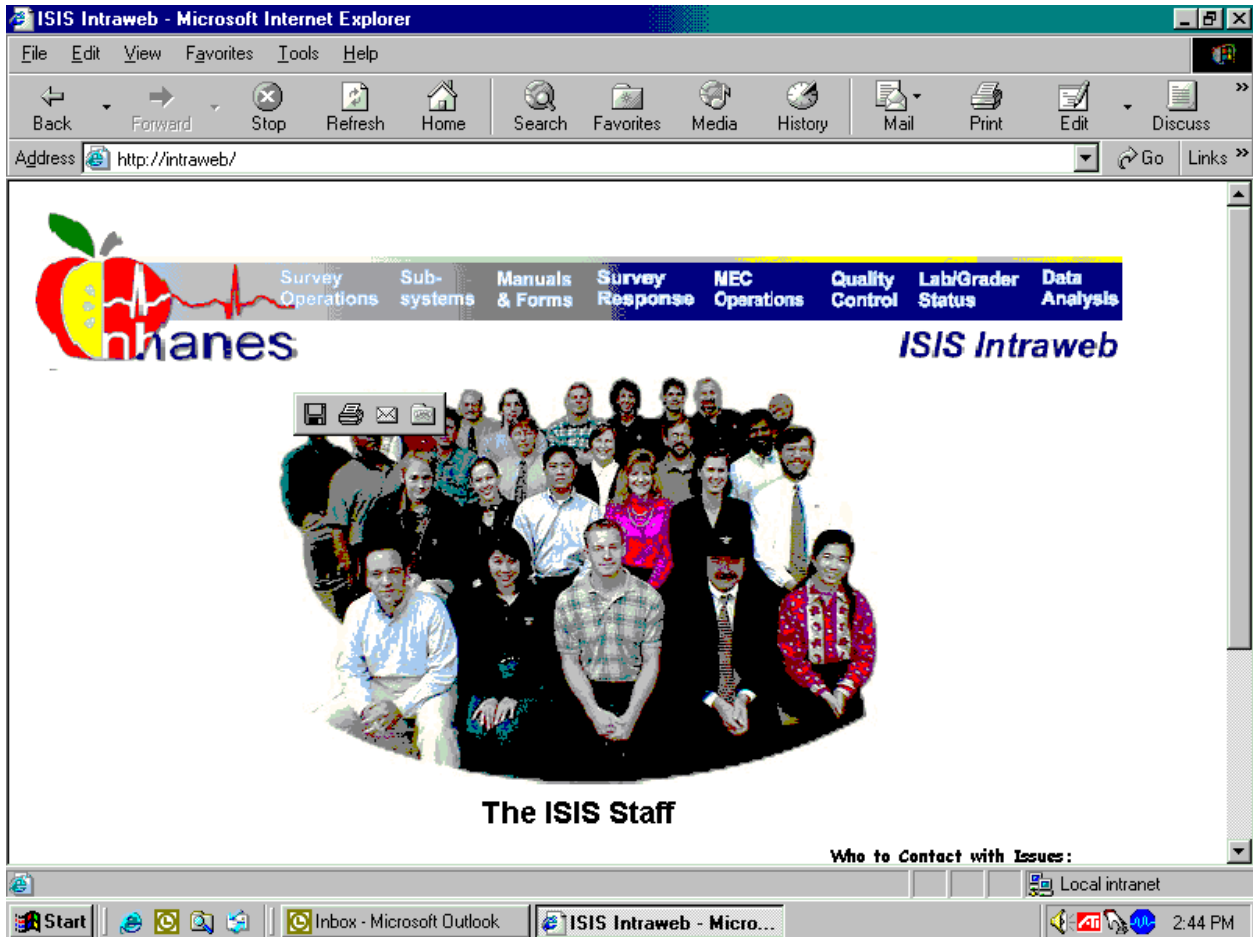 ISIS Intraweb - Microsoft Internet Explorer
File Edit View Favorites Tools Help
Back Forward Stop Refresh Home Search Favorites Media History Mail Print Edit Discuss »
Address http://intraweb/ Go Links »
Survey Operations Sub-systems Manuals & Forms Survey Response MEC Operations Quality Control Lab/Grader Status Data Analysis
nhanes ISIS Intraweb
The ISIS Staff
Who to Contact with Issues:
Local intranet
Start Inbox - Microsoft Outlook ISIS Intraweb - Micro... ATI 2:44 PM